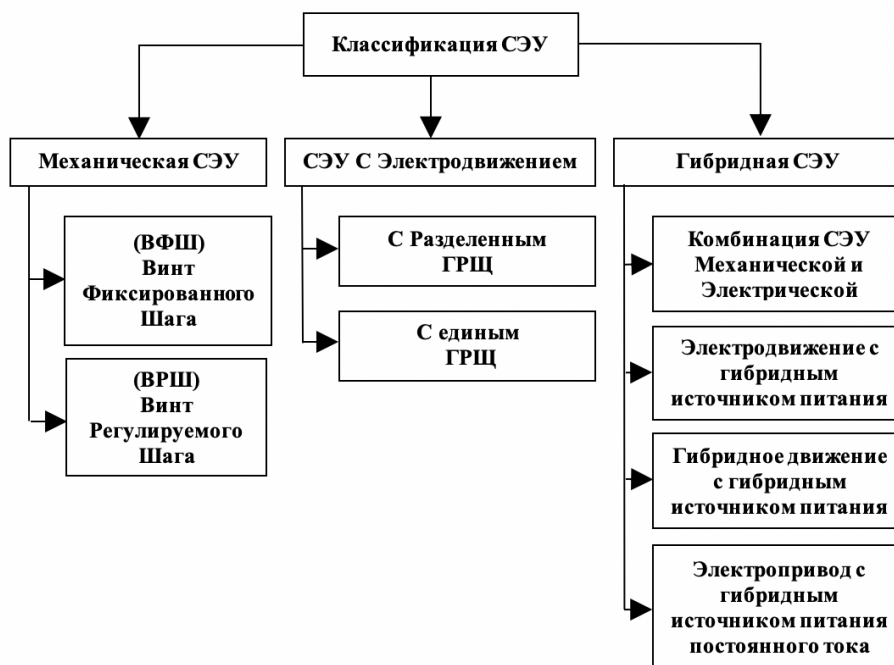 Классификация СЭУ
Механическая СЭУ
(ВФШ)
Винт
Фиксированного
Шага
(ВРШ)
Винт
Регулируемого
Шага
СЭУ С Электродвижением
С Разделенным
ГРЩ
С единым
ГРЩ
Гибридная СЭУ
Комбинация СЭУ
Механической и
Электрической
Электродвижение с
гибридным
источником питания
Гибридное движение
с гибридным
источником питания
Электропривод с
гибридным
источником питания
постоянного тока